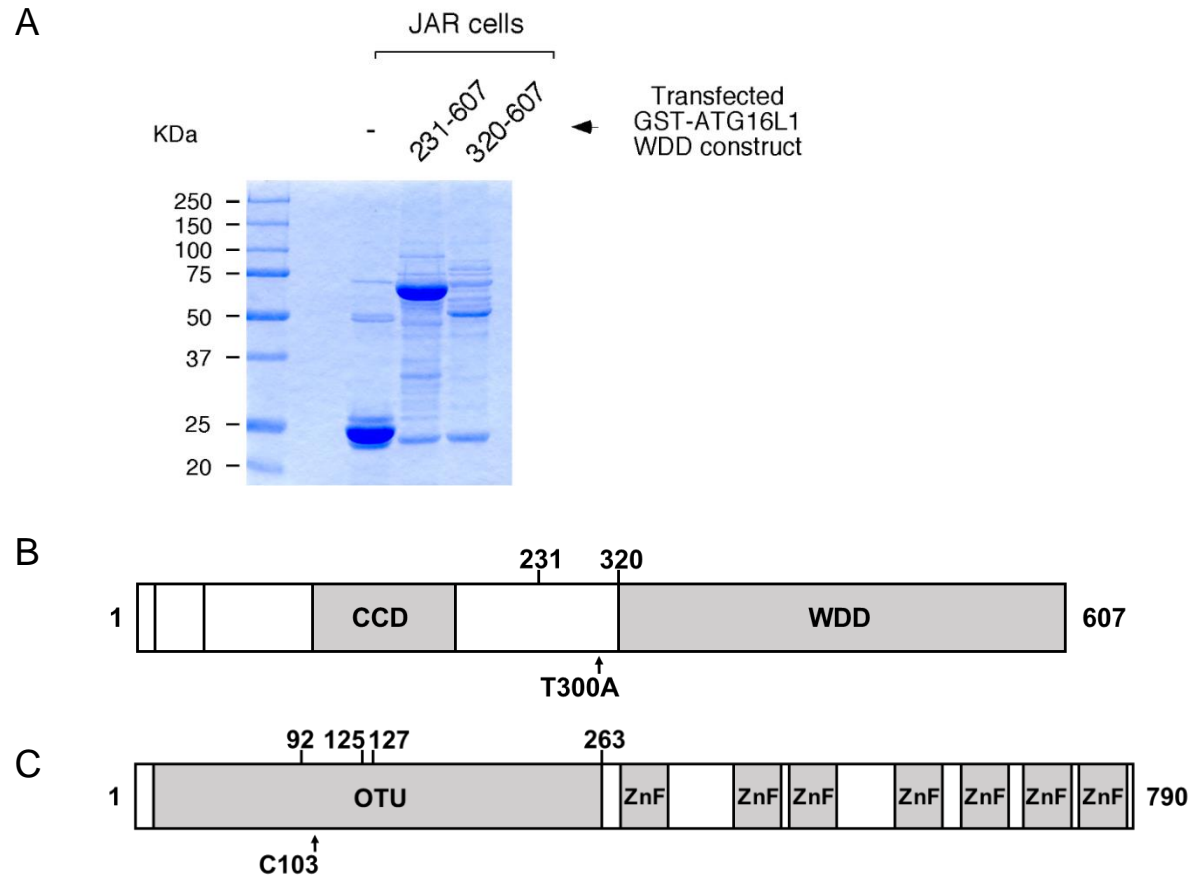 A
JAR cells
KDa
-
231-607
320-607
Transfected
GST-ATG16L1
WDD construct
250
150
100
75
50
37
25
20
B
231 320
1 CCD WDD 607
T300A
C
92 125 127 263
1 OTU ZnF ZnF ZnF ZnF ZnF ZnF ZnF 790
C103